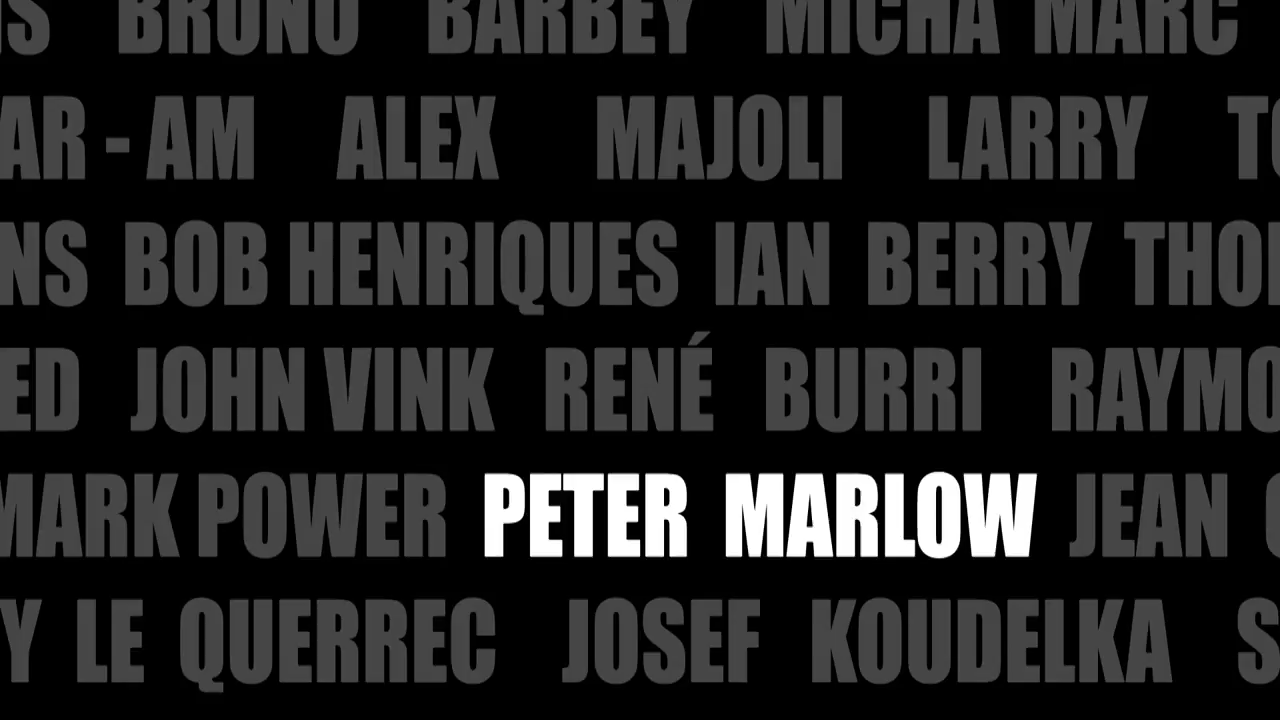 BRUNO BARBEY MICHA MARC
AR - AM ALEX MAJOLI LARRY
NS BOB HENRIQUES IAN BERRY
ED JOHN VINK RENÉ BURRI RAYMO
MARK POWER PETER MARLOW JEAN
Y LE QUERREC JOSEF KOUDELKA S